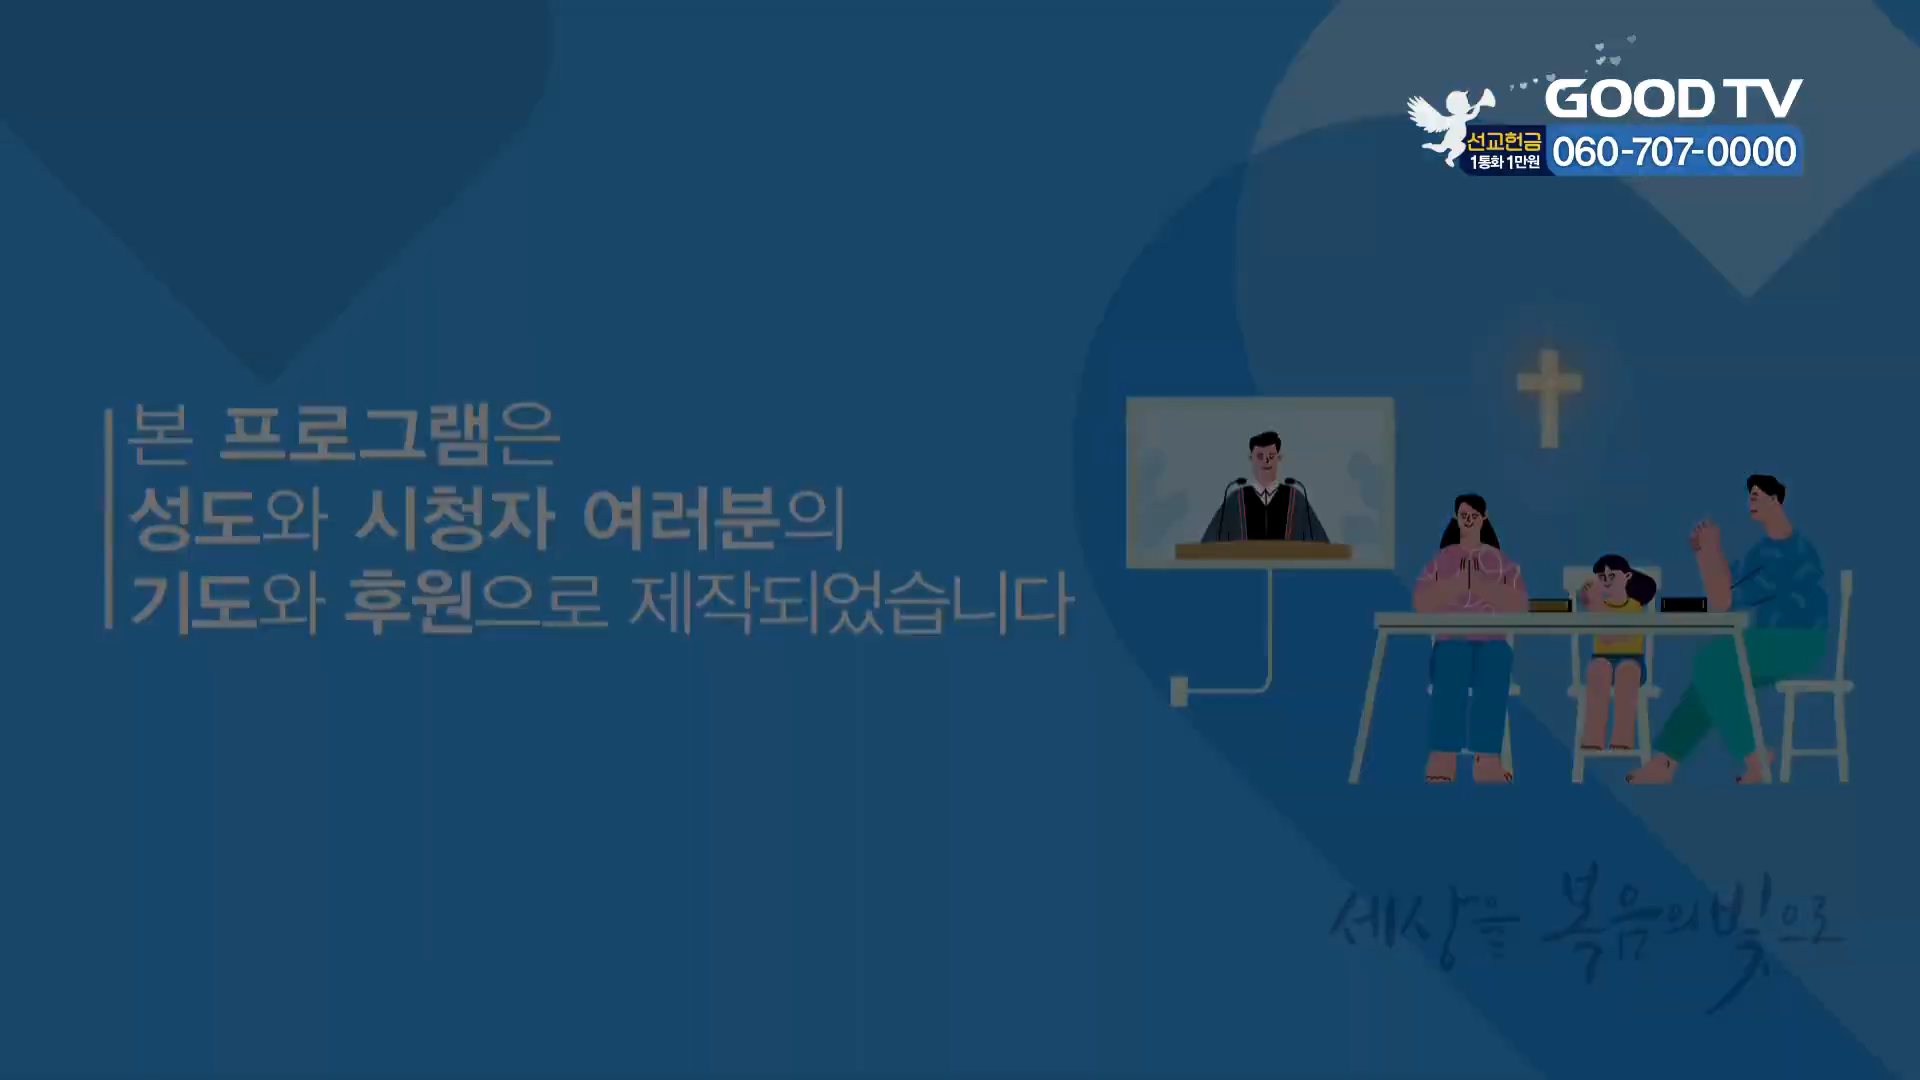 GOOD TV
선교헌금
1통화 1만원
060-707-0000
본 프로그램은
성도와 시청자 여러분의
기도와 후원으로 제작되었습니다
세상을 복음의 빛으로